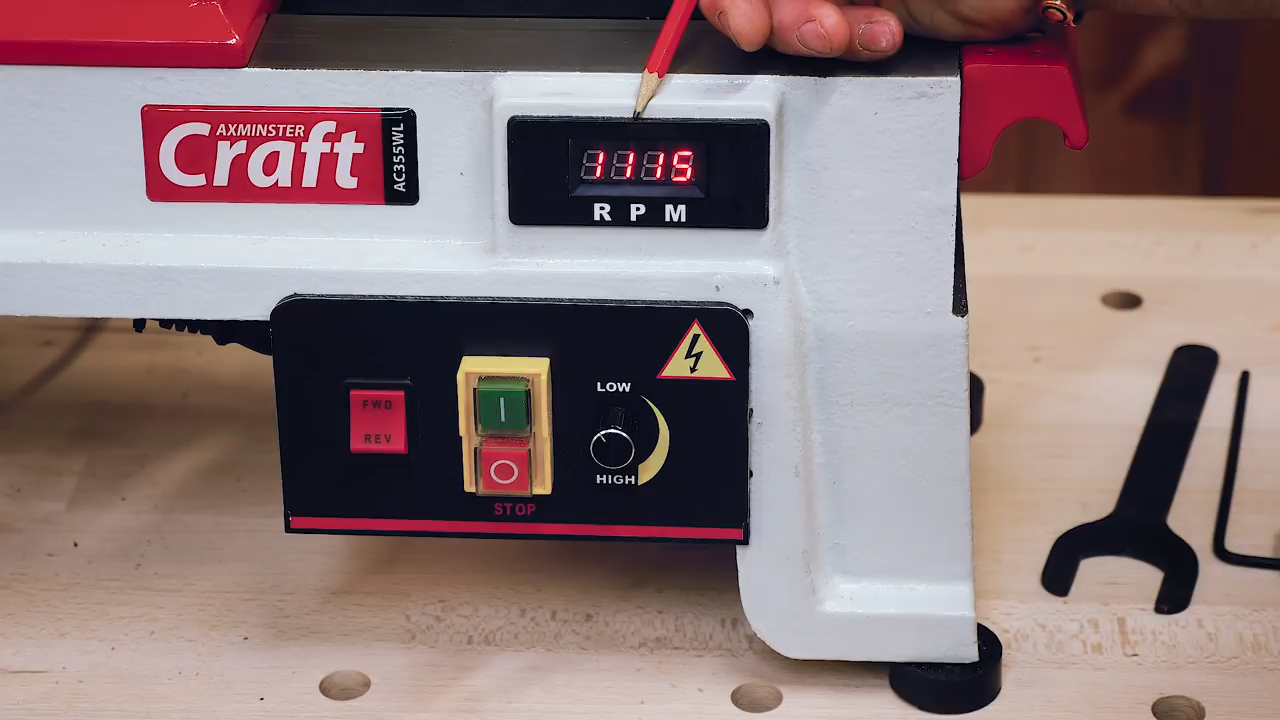 AXMINSTER
Craft
AC355WL
1115
RPM
LOW
FWD
REV
I
O
HIGH
STOP